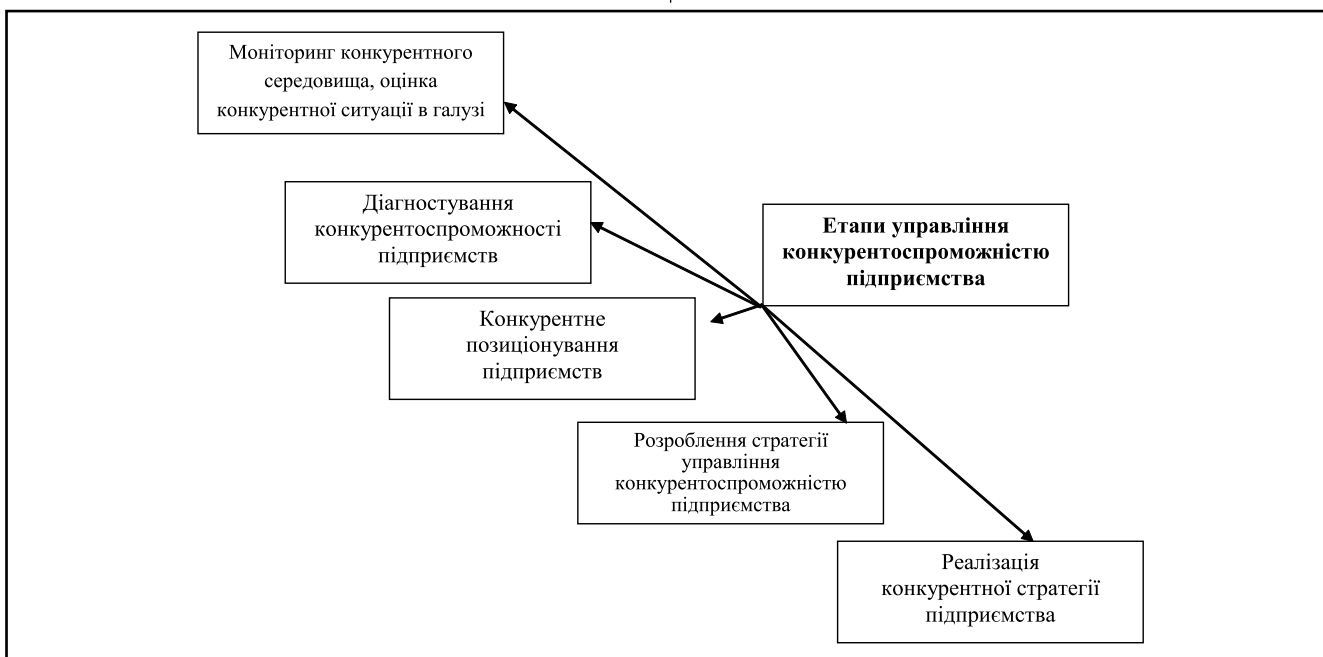 Моніторинг конкурентного
середовища, оцінка
конкурентної ситуації в галузі
Діагностування
конкурентоспроможності
підприємств
Етапи управління
конкурентоспроможністю
підприємства
Конкурентне
позиціонування
підприємств
Розроблення стратегії
управління
конкурентоспроможністю
підприємства
Реалізація
конкурентної стратегії
підприємства